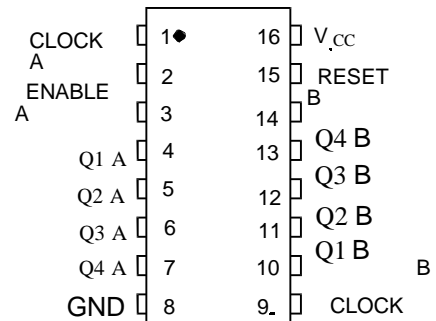 CLOCK 1 16 V.CC
A
2 15 RESET
ENABLE B
A 3 14
Q1 A 4 13 Q4 B
Q2 A 5 12 Q3 B
Q3 A 6 11 Q2 B
Q4 A 7 10 Q1 B B
GND 8 9 CLOCK